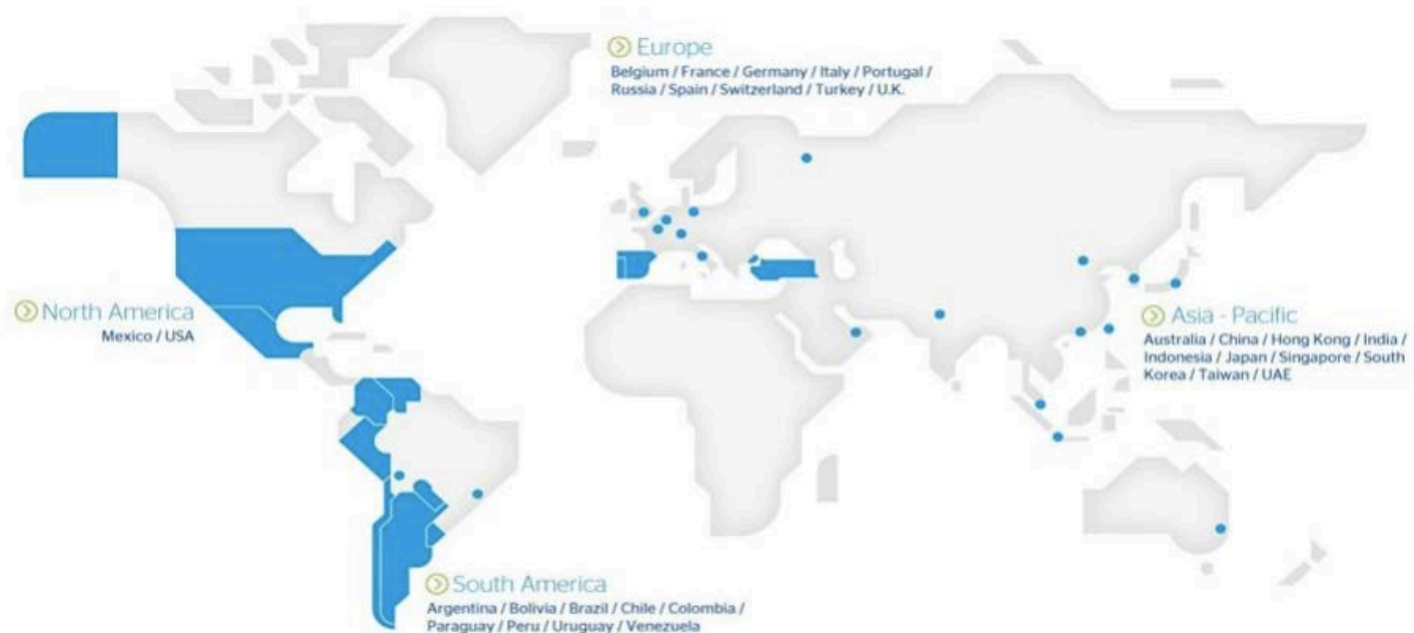 Europe
Belgium / France / Germany / Italy / Portugal /
Russia / Spain / Switzerland / Turkey / U.K.
North America
Mexico / USA
Asia - Pacific
Australia / China / Hong Kong / India /
Indonesia / Japan / Singapore / South
Korea / Taiwan / UAE
South America
Argentina / Bolivia / Brazil / Chile / Colombia /
Paraguay / Peru / Uruguay / Venezuela